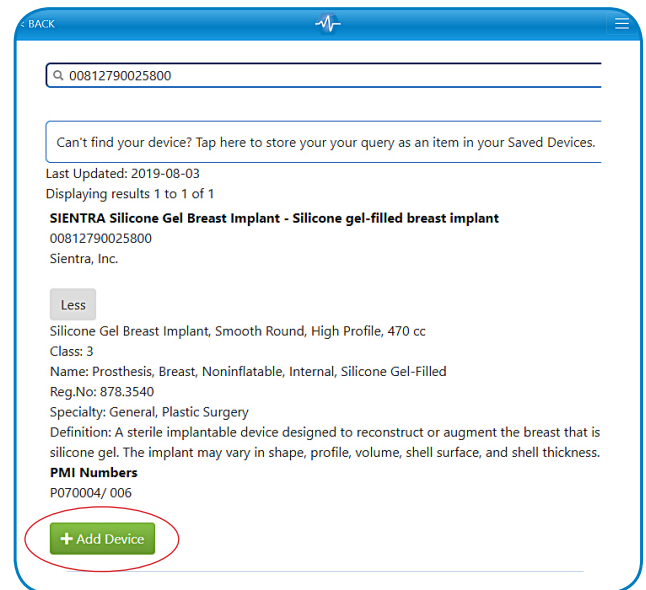 < BACK
00812790025800
Can't find your device? Tap here to store your your query as an item in your Saved Devices.
Last Updated: 2019-08-03
Displaying results 1 to 1 of 1
SIENTRA Silicone Gel Breast Implant - Silicone gel-filled breast implant
00812790025800
Sientra, Inc.
Less
Silicone Gel Breast Implant, Smooth Round, High Profile, 470 cc
Class: 3
Name: Prosthesis, Breast, Noninflatable, Internal, Silicone Gel-Filled
Reg.No: 878.3540
Specialty: General, Plastic Surgery
Definition: A sterile implantable device designed to reconstruct or augment the breast that is
silicone gel. The implant may vary in shape, profile, volume, shell surface, and shell thickness.
PMI Numbers
P070004/ 006
+ Add Device